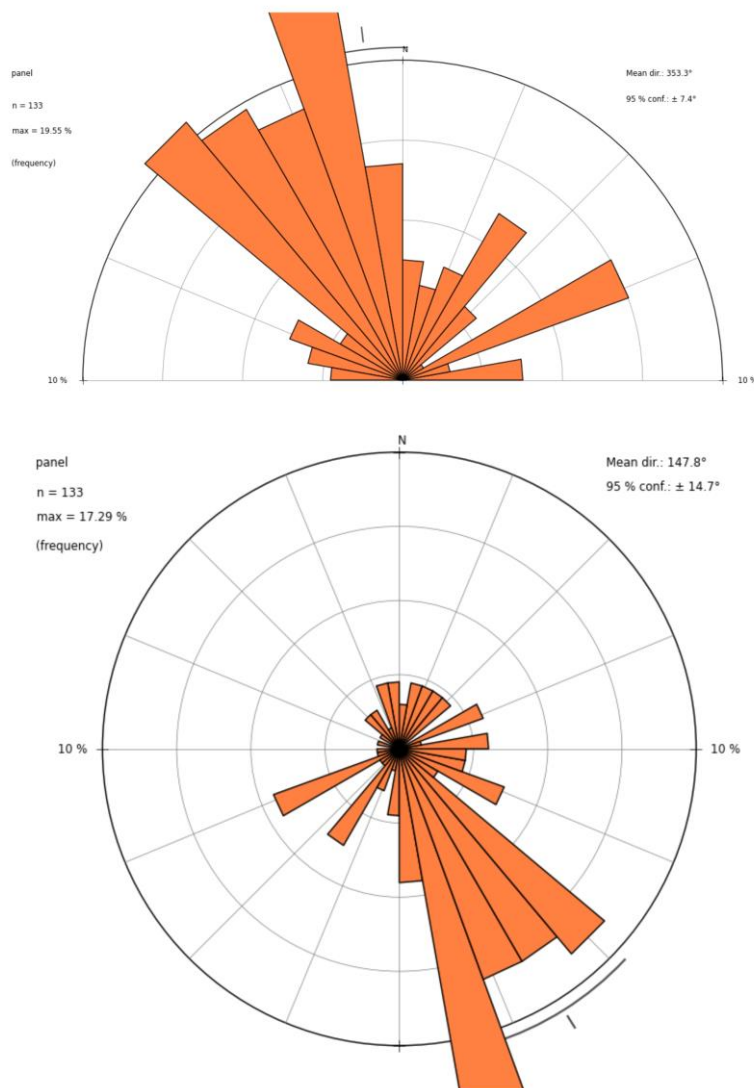 N
panel
Mean dir.: 353.3°
n = 133
95 % conf.: ± 7.4°
max = 19.55 %
(frequency)
10 %
10 %
N
panel
Mean dir.: 147.8°
n = 133
95 % conf.: ± 14.7°
max = 17.29 %
(frequency)
10 %
10 %